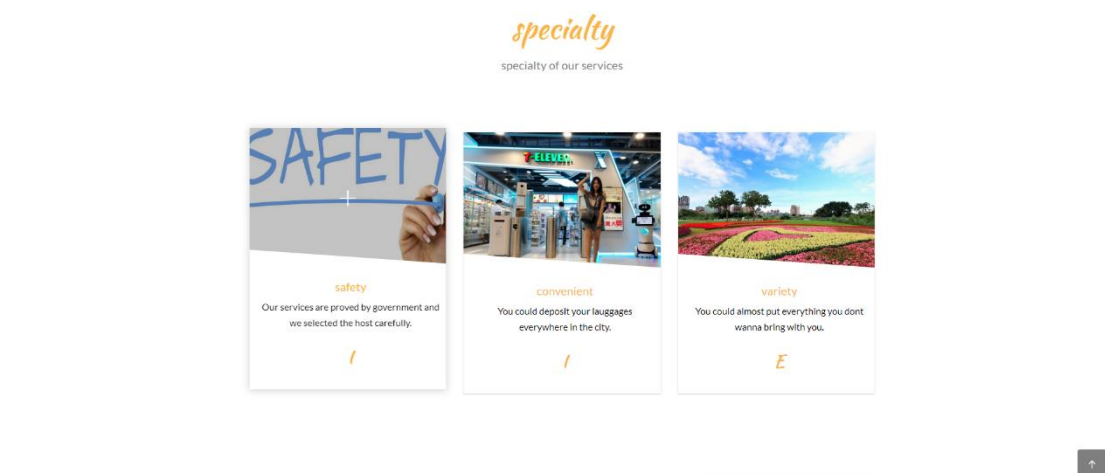 specialty
specialty of our services
SAFETY
7-ELEVEN
X
safety
Our services are proved by government and
we selected the host carefully.
I
convenient
You could deposit your lauggages
everywhere in the city.
I
variety
You could almost put everything you dont
wanna bring with you.
E